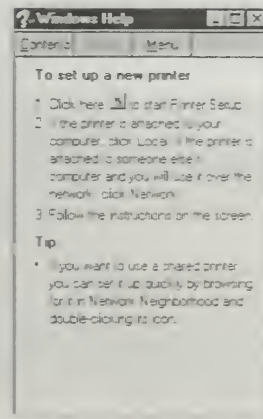 Windows Help
Contents Menu
To set up a new printer
1 Click here to start Printer Setup.
2 If the printer is attached to your
computer, click Local. If the printer is
attached to someone else's
computer and you will use it over the
network, click Network.
3 Follow the instructions on the screen.
Tip
• If you want to use a shared printer
you can set it up quickly by browsing
for it in Network Neighborhood and
double-clicking its icon.